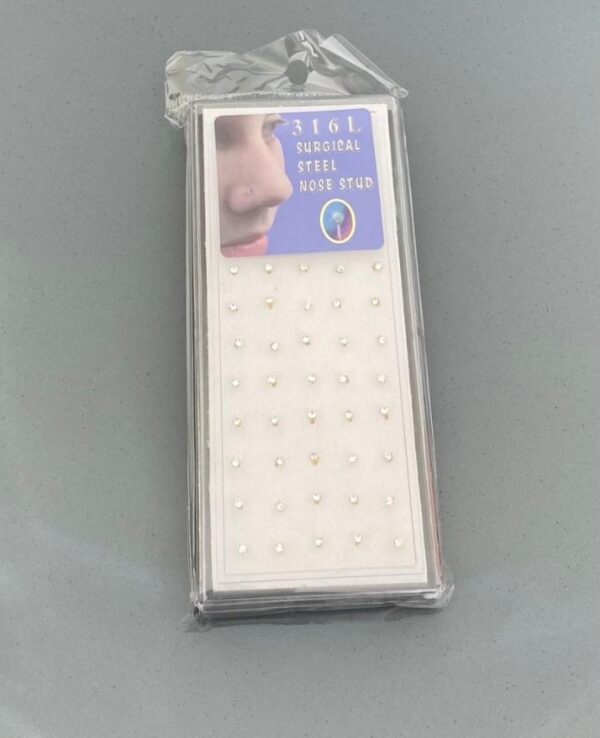 316L
SURGICAL
STEEL
NOSE STUD